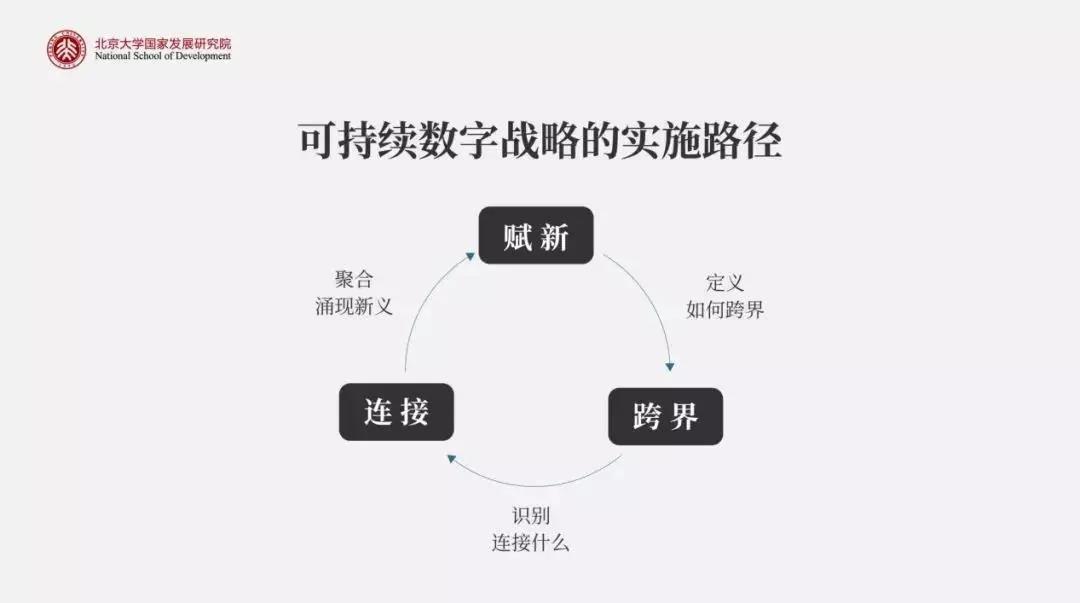 北京大学国家发展研究院
National School of Development
可持续数字战略的实施路径
赋新
聚合
涌现新义
定义
如何跨界
连接
跨界
识别
连接什么